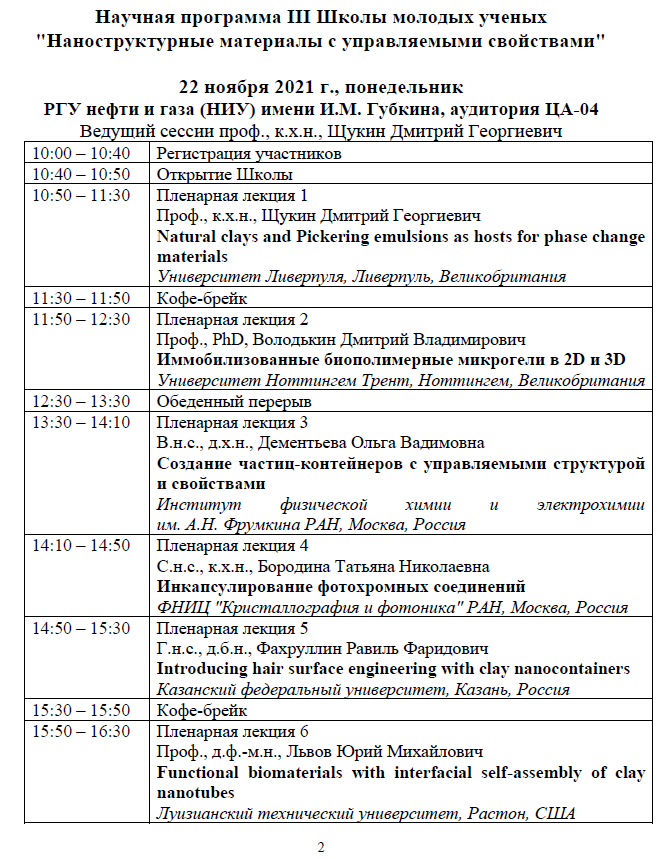 Научная программа III Школы молодых ученых
"Наноструктурные материалы с управляемыми свойствами"
22 ноября 2021 г., понедельник
РГУ нефти и газа (НИУ) имени И.М. Губкина, аудитория ЦА-04
Ведущий сессии проф., к.х.н., Щукин Дмитрий Георгиевич
10:00 – 10:40 Регистрация участников
10:40 – 10:50 Открытие Школы
10:50 – 11:30 Пленарная лекция 1
Проф., к.х.н., Щукин Дмитрий Георгиевич
Natural clays and Pickering emulsions as hosts for phase change
materials
Университет Ливерпуля, Ливерпуль, Великобритания
11:30 – 11:50 Кофе-брейк
11:50 – 12:30 Пленарная лекция 2
Проф., PhD, Володькин Дмитрий Владимирович
Иммобилизованные биополимерные микрогели в 2D и 3D
Университет Ноттингем Трент, Ноттингем, Великобритания
12:30 – 13:30 Обеденный перерыв
13:30 – 14:10 Пленарная лекция 3
В.н.с., д.х.н., Дементьева Ольга Вадимовна
Создание частиц-контейнеров с управляемыми структурой
и свойствами
Институт физической химии и электрохимии
им. А.Н. Фрумкина РАН, Москва, Россия
14:10 – 14:50 Пленарная лекция 4
С.н.с., к.х.н., Бородина Татьяна Николаевна
Инкапсулирование фотохромных соединений
ФНИЦ "Кристаллография и фотоника" РАН, Москва, Россия
14:50 – 15:30 Пленарная лекция 5
Г.н.с., д.б.н., Фахруллин Равиль Фаридович
Introducing hair surface engineering with clay nanocontainers
Казанский федеральный университет, Казань, Россия
15:30 – 15:50 Кофе-брейк
15:50 – 16:30 Пленарная лекция 6
Проф., д.ф.-м.н., Львов Юрий Михайлович
Functional biomaterials with interfacial self-assembly of clay
nanotubes
Луизианский технический университет, Растон, США
2